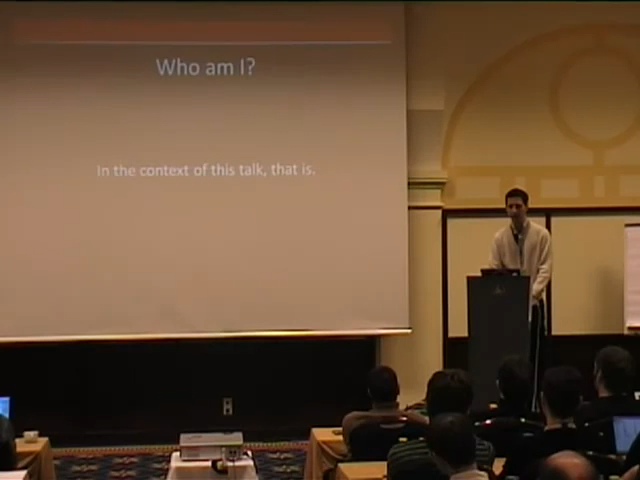 Who am I?
In the context of this talk, that is.